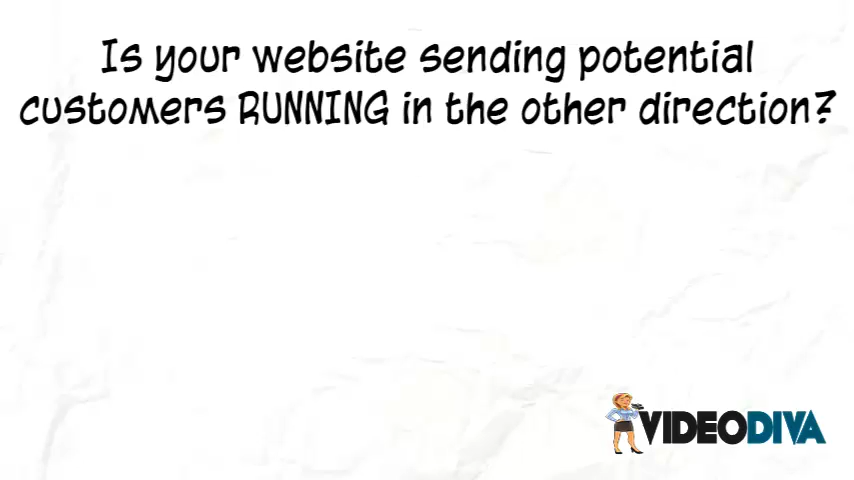 Is your website sending potential
customers RUNNING in the other direction?
VIDEODIVA